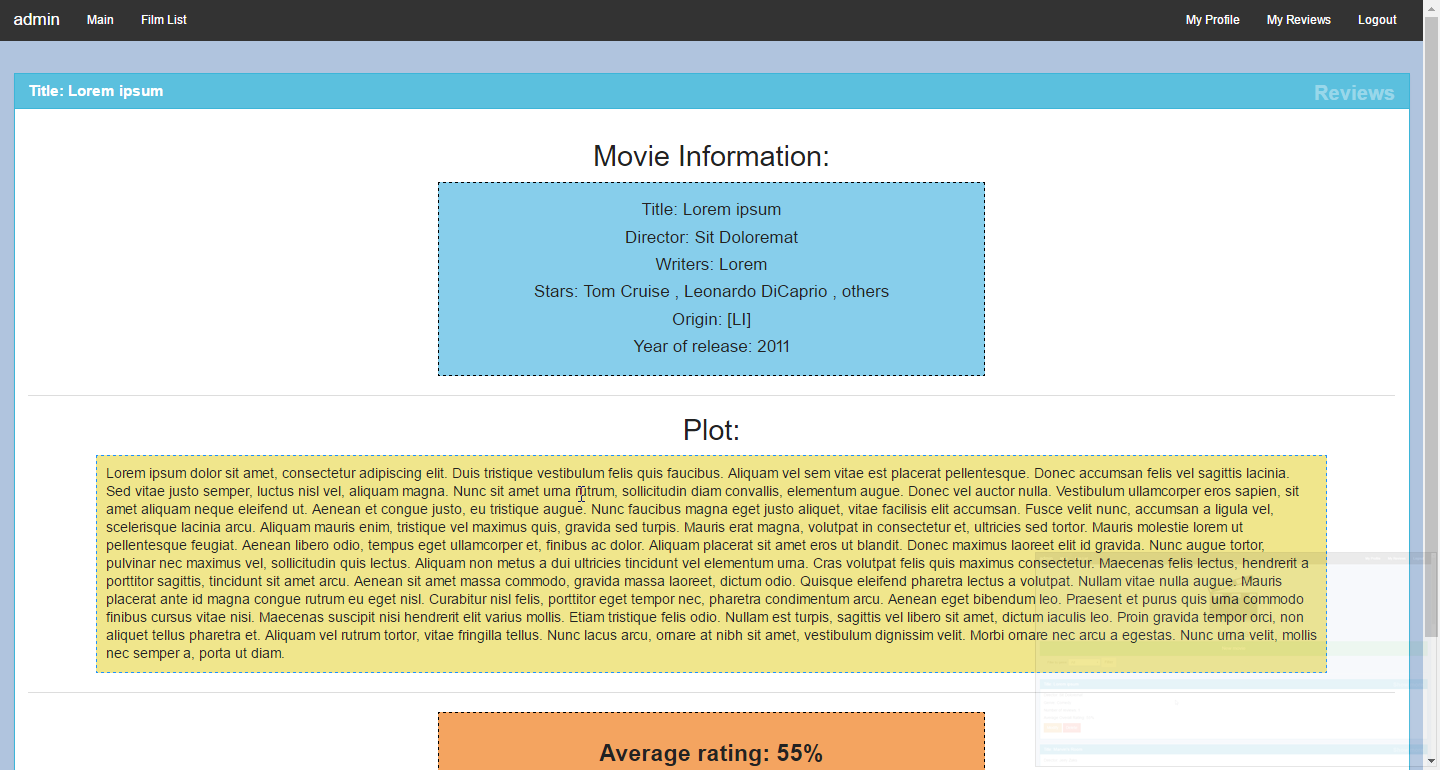 admin Main Film List My Profile My Reviews Logout
Title: Lorem ipsum Reviews
Movie Information:
Title: Lorem ipsum
Director: Sit Doloremat
Writers: Lorem
Stars: Tom Cruise , Leonardo DiCaprio , others
Origin: [LI]
Year of release: 2011
Plot:
Lorem ipsum dolor sit amet, consectetur adipiscing elit. Duis tristique vestibulum felis quis faucibus. Aliquam vel sem vitae est placerat pellentesque. Donec accumsan felis vel sagittis lacinia.
Sed vitae justo semper, luctus nisl vel, aliquam magna. Nunc sit amet urna rutrum, sollicitudin diam convallis, elementum augue. Donec vel auctor nulla. Vestibulum ullamcorper eros sapien, sit
amet aliquam neque eleifend ut. Aenean et congue justo, eu tristique augue. Nunc faucibus magna eget justo aliquet, vitae facilisis elit accumsan. Fusce velit nunc, accumsan a ligula vel,
scelerisque lacinia arcu. Aliquam mauris enim, tristique vel maximus quis, gravida sed turpis. Mauris erat magna, volutpat in consectetur et, ultricies sed tortor. Mauris molestie lorem ut
pellentesque feugiat. Aenean libero odio, tempus eget ullamcorper et, finibus ac dolor. Aliquam placerat sit amet eros ut blandit. Donec maximus laoreet elit id gravida. Nunc augue tortor,
pulvinar nec maximus vel, sollicitudin quis lectus. Aliquam non metus a dui ultricies tincidunt vel elementum urna. Cras volutpat felis quis maximus consectetur. Maecenas felis lectus, hendrerit a
porttitor sagittis, tincidunt sit amet arcu. Aenean sit amet massa commodo, gravida massa laoreet, dictum odio. Quisque eleifend pharetra lectus a volutpat. Nullam vitae nulla augue. Mauris
placerat ante id magna congue rutrum eu eget nisl. Curabitur nisl felis, porttitor eget tempor nec, pharetra condimentum arcu. Aenean eget bibendum leo. Praesent et purus quis urna commodo
finibus cursus vitae nisi. Maecenas suscipit nisi hendrerit elit varius mollis. Etiam tristique felis odio. Nullam est turpis, sagittis vel libero sit amet, dictum iaculis leo. Proin gravida tempor orci, non
aliquet tellus pharetra et. Aliquam vel rutrum tortor, vitae fringilla tellus. Nunc lacus arcu, ornare at nibh sit amet, vestibulum dignissim velit. Morbi ornare nec arcu a egestas. Nunc urna velit, mollis
nec semper a, porta ut diam.
Average rating: 55%